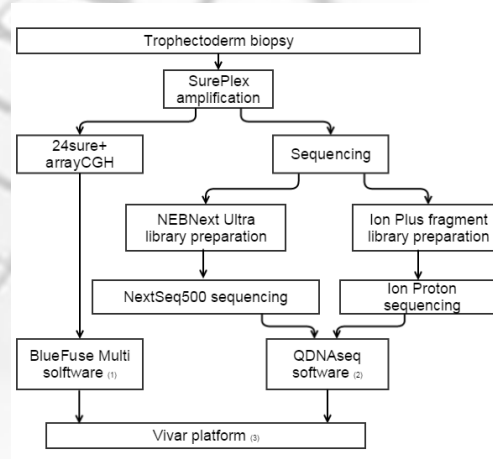 Trophectoderm biopsy
SurePlex
amplification
24sure+
arrayCGH
Sequencing
NEBNext Ultra
library preparation
Ion Plus fragment
library preparation
NextSeq500 sequencing
Ion Proton
sequencing
BlueFuse Multi
solftware (1)
QDNAseq
software (2)
Vivar platform (3)